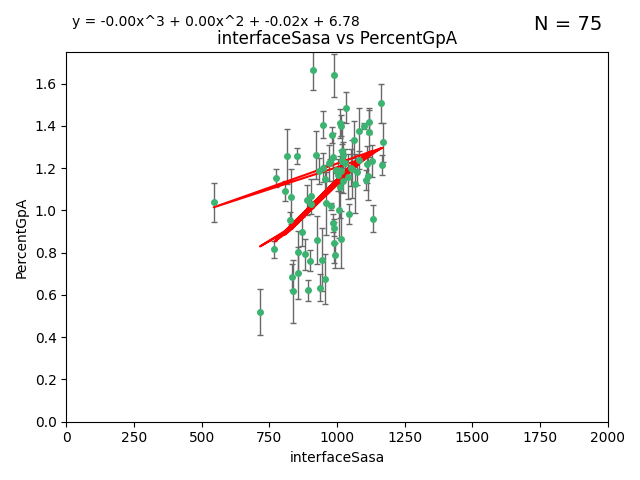 y = -0.00x^3 + 0.00x^2 + -0.02x + 6.78
N = 75
interfaceSasa vs PercentGpA
PercentGpA
1.6
1.4
1.2
1.0
0.8
0.6
0.4
0.2
0.0
0 250 500 750 1000 1250 1500 1750 2000
interfaceSasa